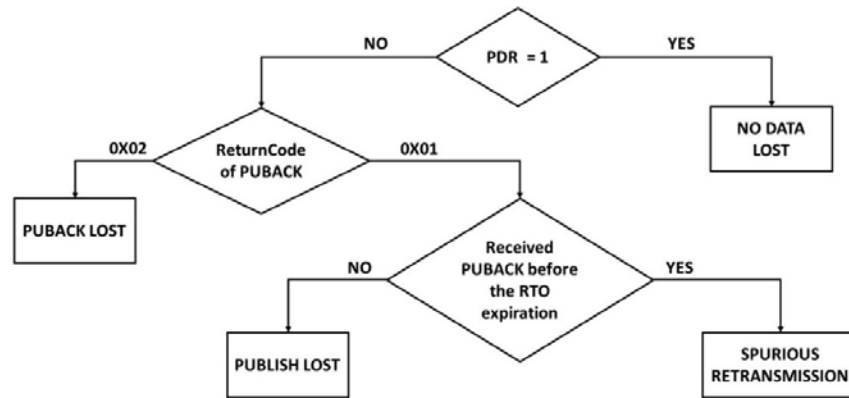 NO
PDR = 1
YES
NO DATA
LOST
0X02
ReturnCode
of PUBACK
0X01
PUBACK LOST
NO
Received
PUBACK before
the RTO
expiration
YES
PUBLISH LOST
SPURIOUS
RETRANSMISSION